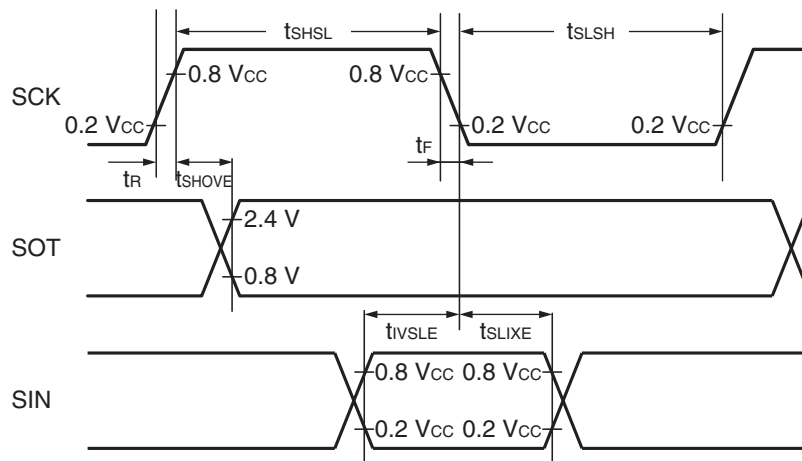 tSHSL
tSLSH
SCK
0.8 VCC
0.8 VCC
0.2 VCC
0.2 VCC
0.2 VCC
tR
tSHOVE
tF
SOT
2.4 V
0.8 V
tIVSLE
tSLIXE
SIN
0.8 VCC
0.8 VCC
0.2 VCC
0.2 VCC